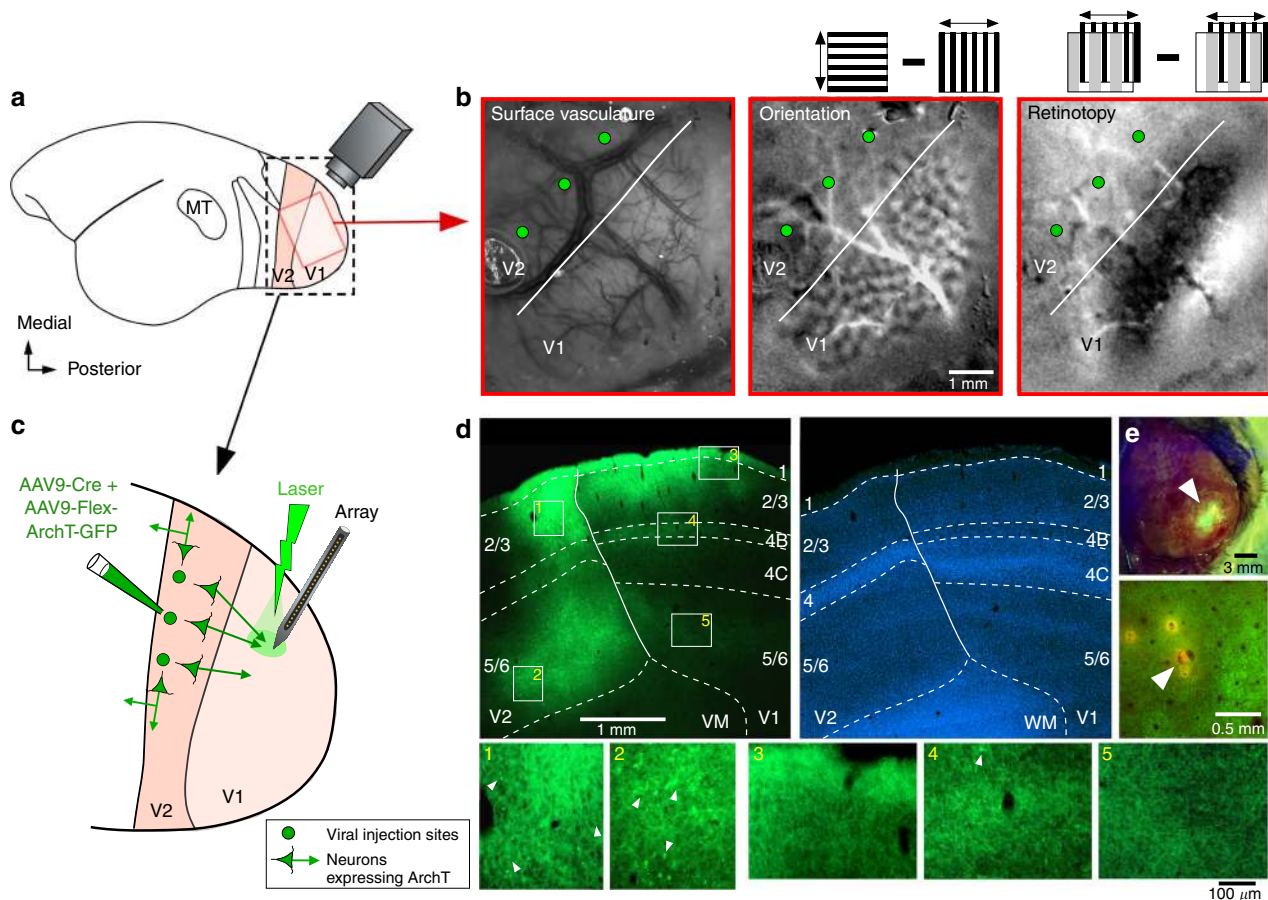 a
MT
V2
V1
Medial
Posterior
b
Surface vasculature
V2
V1
Orientation
V2
V1
1 mm
Retinotopy
V2
V1
c
AAV9-Cre +
AAV9-Flex-
ArchT-GFP
Laser
Array
V2
V1
Viral injection sites
Neurons
expressing ArchT
d
1
2
3
4
5
1
2/3
2/3
4B
4C
4
5/6
5/6
V2
1 mm
VM
V1
1
2/3
2/3
4B
4C
4
5/6
5/6
V2
WM
V1
e
3 mm
0.5 mm
1
2
3
4
5
100 µm